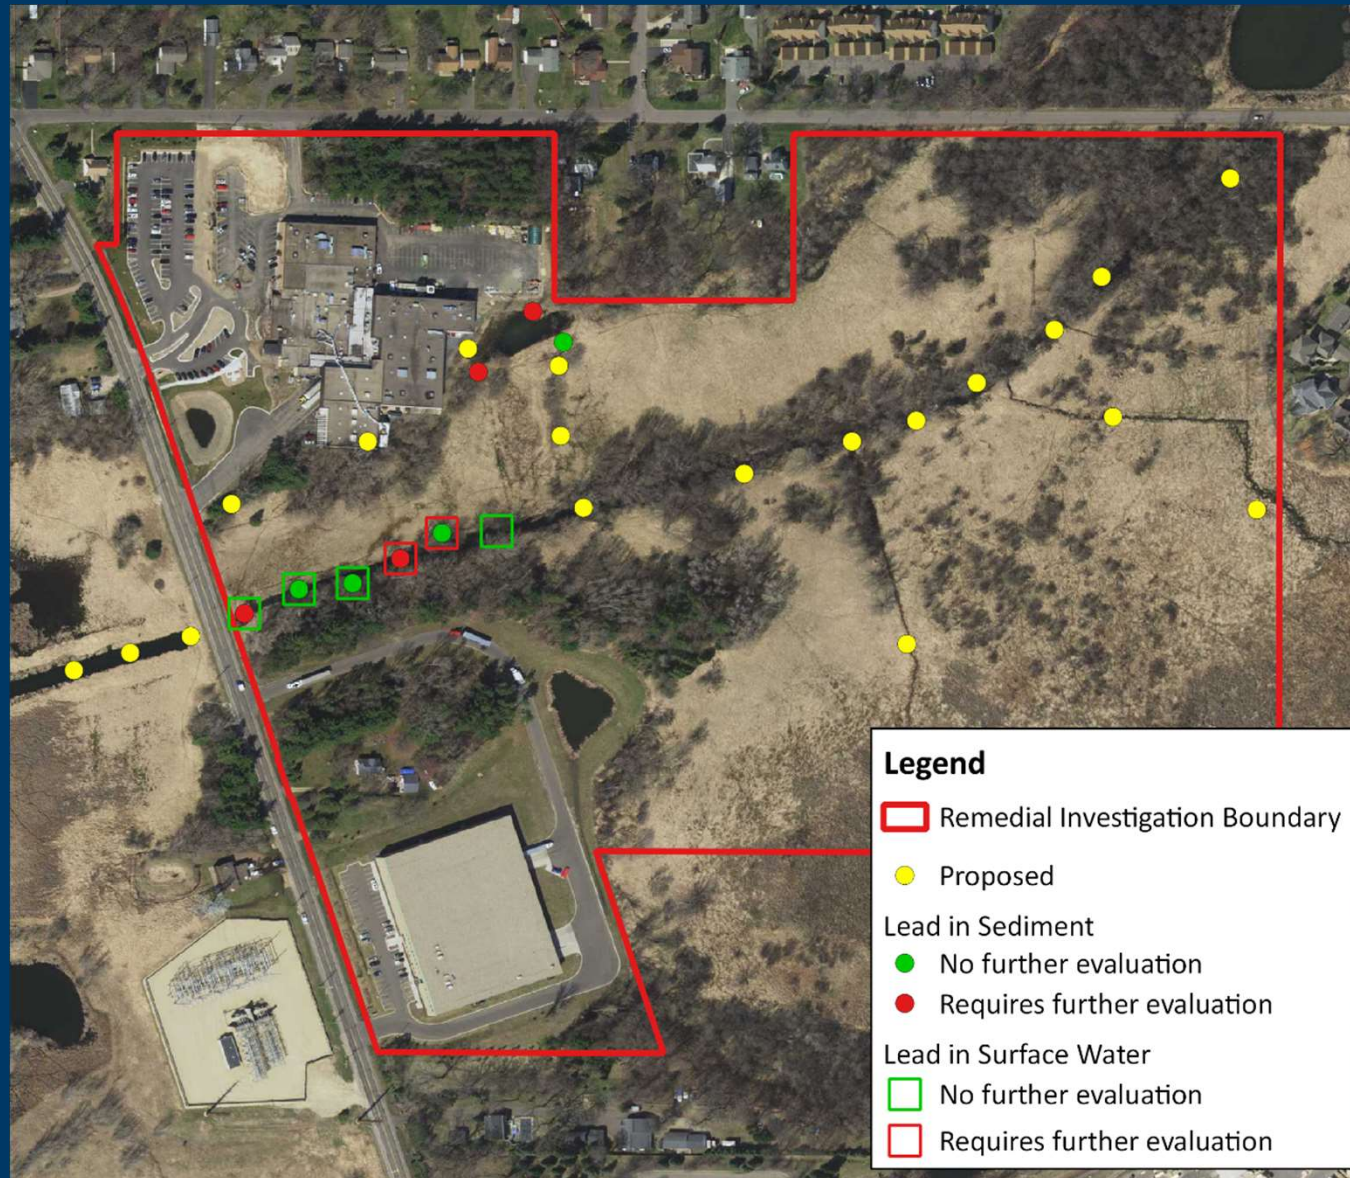 Legend
Remedial Investigation Boundary
Proposed
Lead in Sediment
No further evaluation
Requires further evaluation
Lead in Surface Water
No further evaluation
Requires further evaluation